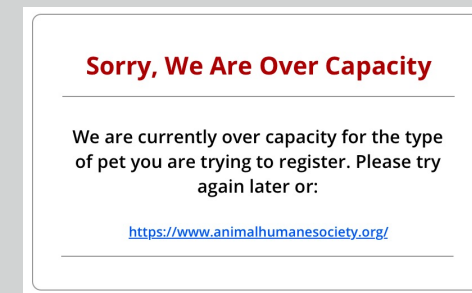 Sorry, We Are Over Capacity
We are currently over capacity for the type
of pet you are trying to register. Please try
again later or:
https://www.animalhumanesociety.org/